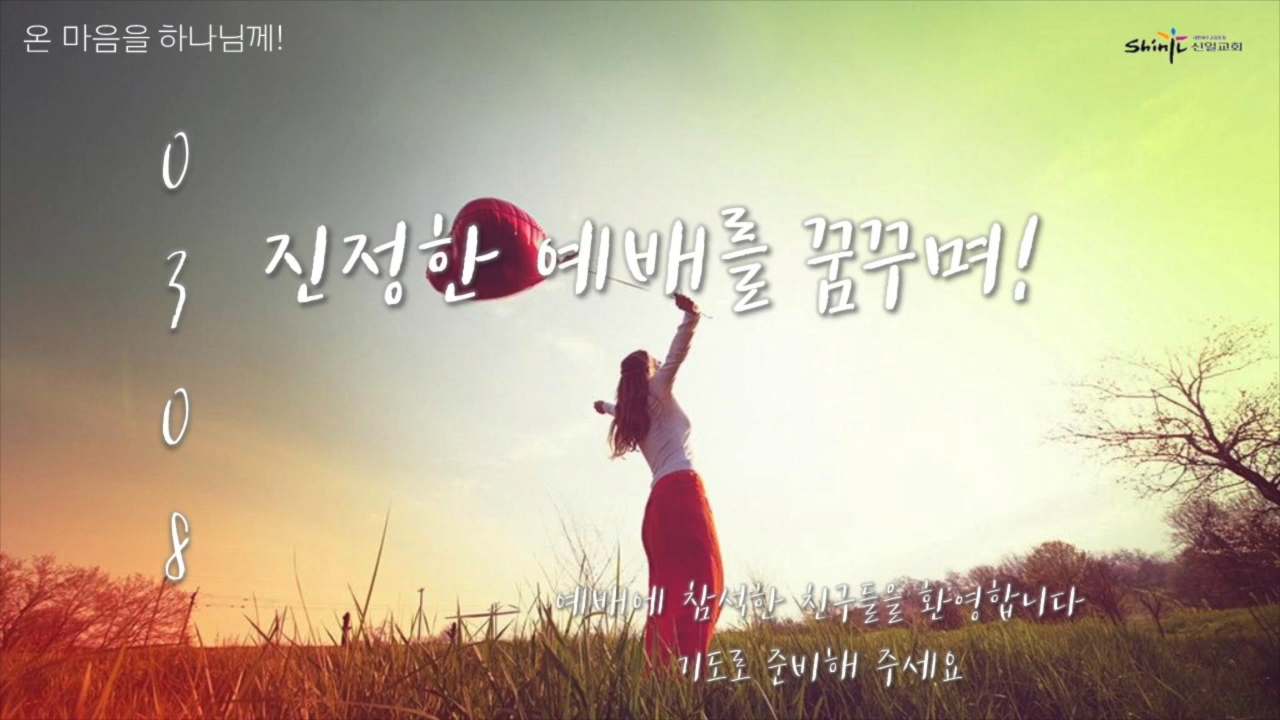 온 마음을 하나님께!
Shinil 신일교회
0
3
0
8
진정한 예배를 꿈꾸며!
예배에 참석한 친구들을 환영합니다
기도로 준비해 주세요